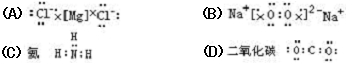 (A) :Cl⁻×[Mg]×Cl⁻: (B) Na⁺[×O O×]²⁻Na⁺
H
(C) 氨 H:N:H (D) 二氧化碳 :O:C:O: